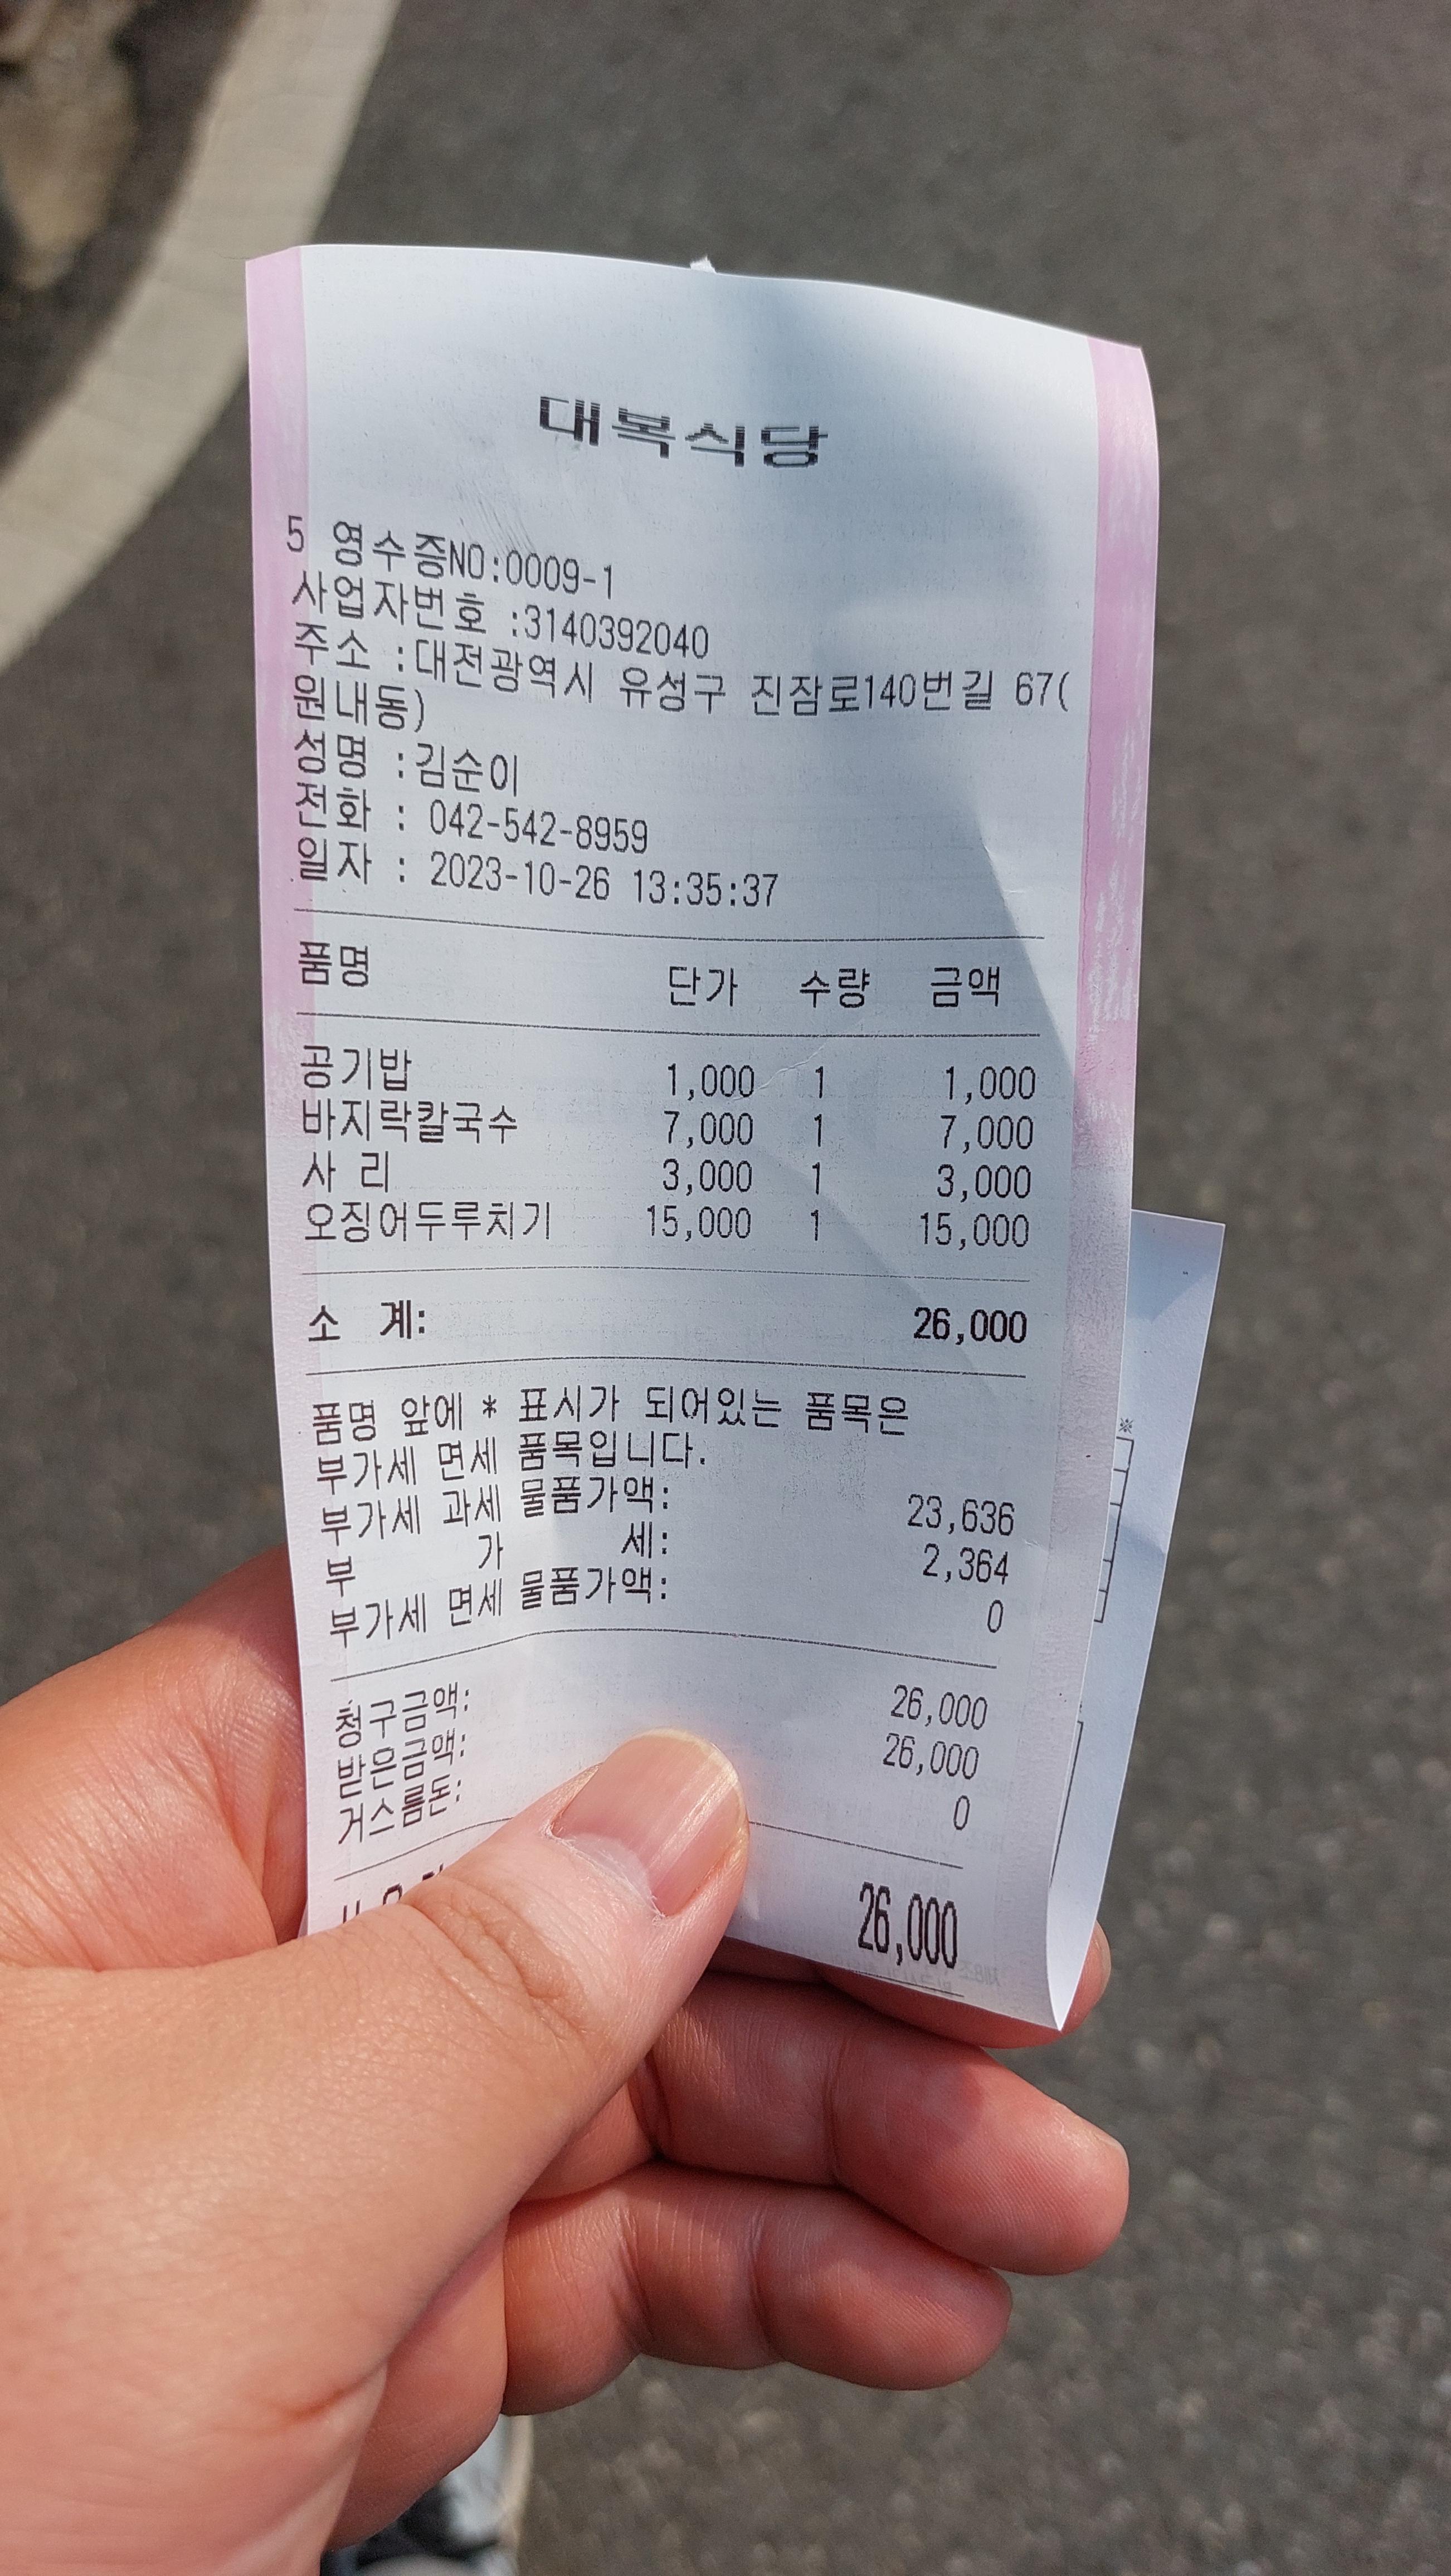 대복식당
5 영수증NO:0009-1
사업자번호 :3140392040
주소 :대전광역시 유성구 진잠로140번길 67(
원내동)
성명 :김순이
전화 : 042-542-8959
일자 : 2023-10-26 13:35:37
품명 단가 수량 금액
공기밥 1,000 1 1,000
바지락칼국수 7,000 1 7,000
사 리 3,000 1 3,000
오징어두루치기 15,000 1 15,000
소 계: 26,000
품명 앞에 * 표시가 되어있는 품목은
부가세 면세 품목입니다.
부가세 과세 물품가액: 23,636
부 가 세: 2,364
부가세 면세 물품가액: 0
청구금액: 26,000
받은금액: 26,000
거스름돈: 0
26,000
※